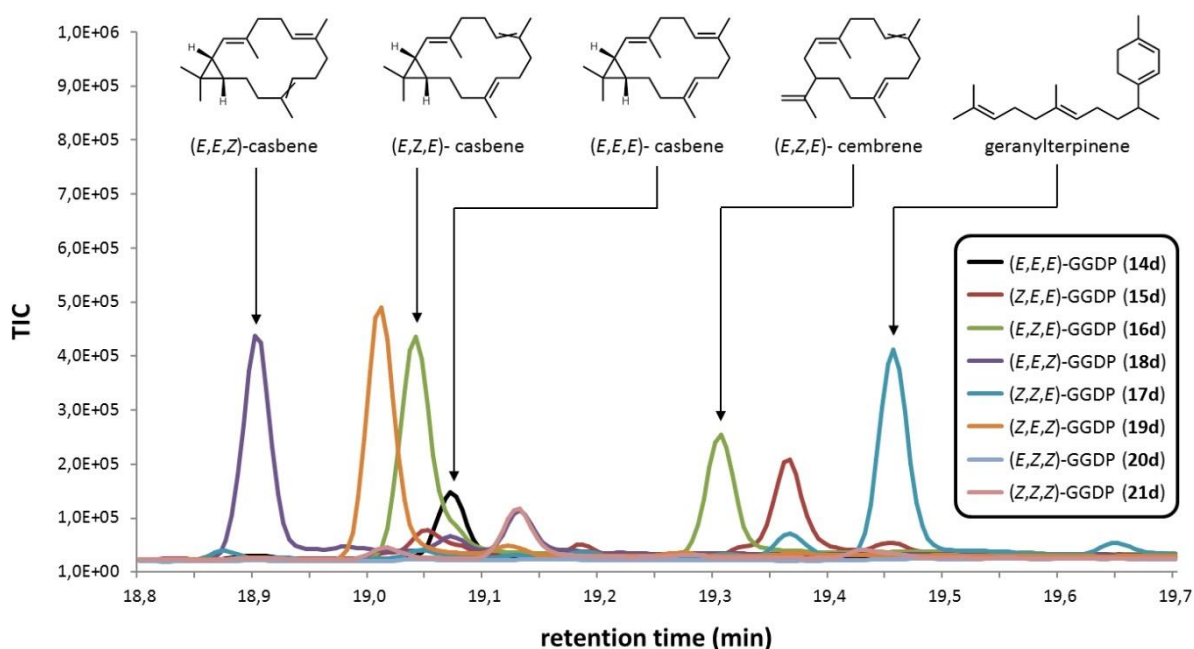 1,0E+06
9,0E+05
8,0E+05
7,0E+05
6,0E+05
5,0E+05
4,0E+05
3,0E+05
2,0E+05
1,0E+05
1,0E+00
TIC
H
H
H
H
H
H
(E,E,Z)-casbene
(E,Z,E)- casbene
(E,E,E)- casbene
(E,Z,E)- cembrene
geranylterpinene
(E,E,E)-GGDP (14d)
(Z,E,E)-GGDP (15d)
(E,Z,E)-GGDP (16d)
(E,E,Z)-GGDP (18d)
(Z,Z,E)-GGDP (17d)
(Z,E,Z)-GGDP (19d)
(E,Z,Z)-GGDP (20d)
(Z,Z,Z)-GGDP (21d)
18,8 18,9 19,0 19,1 19,2 19,3 19,4 19,5 19,6 19,7
retention time (min)